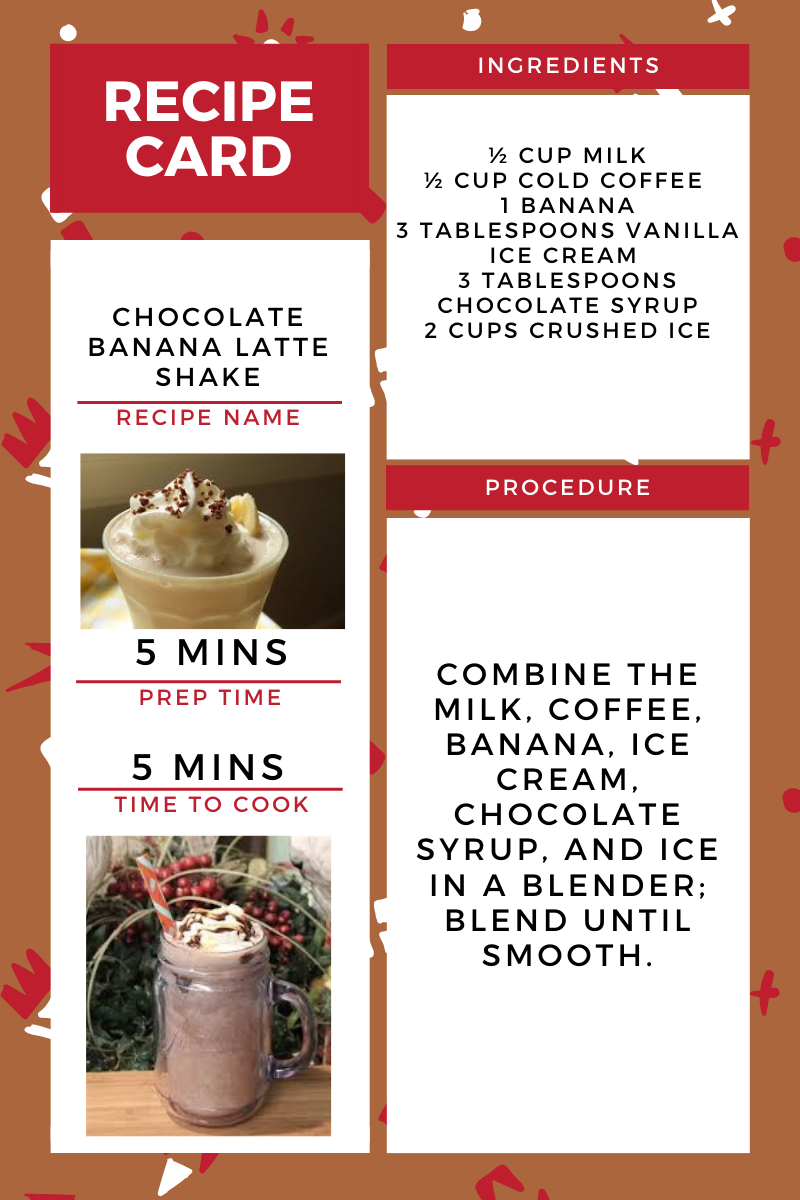 RECIPE
CARD
CHOCOLATE
BANANA LATTE
SHAKE
RECIPE NAME
5 MINS
PREP TIME
5 MINS
TIME TO COOK
INGREDIENTS
½ CUP MILK
½ CUP COLD COFFEE
1 BANANA
3 TABLESPOONS VANILLA
ICE CREAM
3 TABLESPOONS
CHOCOLATE SYRUP
2 CUPS CRUSHED ICE
PROCEDURE
COMBINE THE
MILK, COFFEE,
BANANA, ICE
CREAM,
CHOCOLATE
SYRUP, AND ICE
IN A BLENDER;
BLEND UNTIL
SMOOTH.